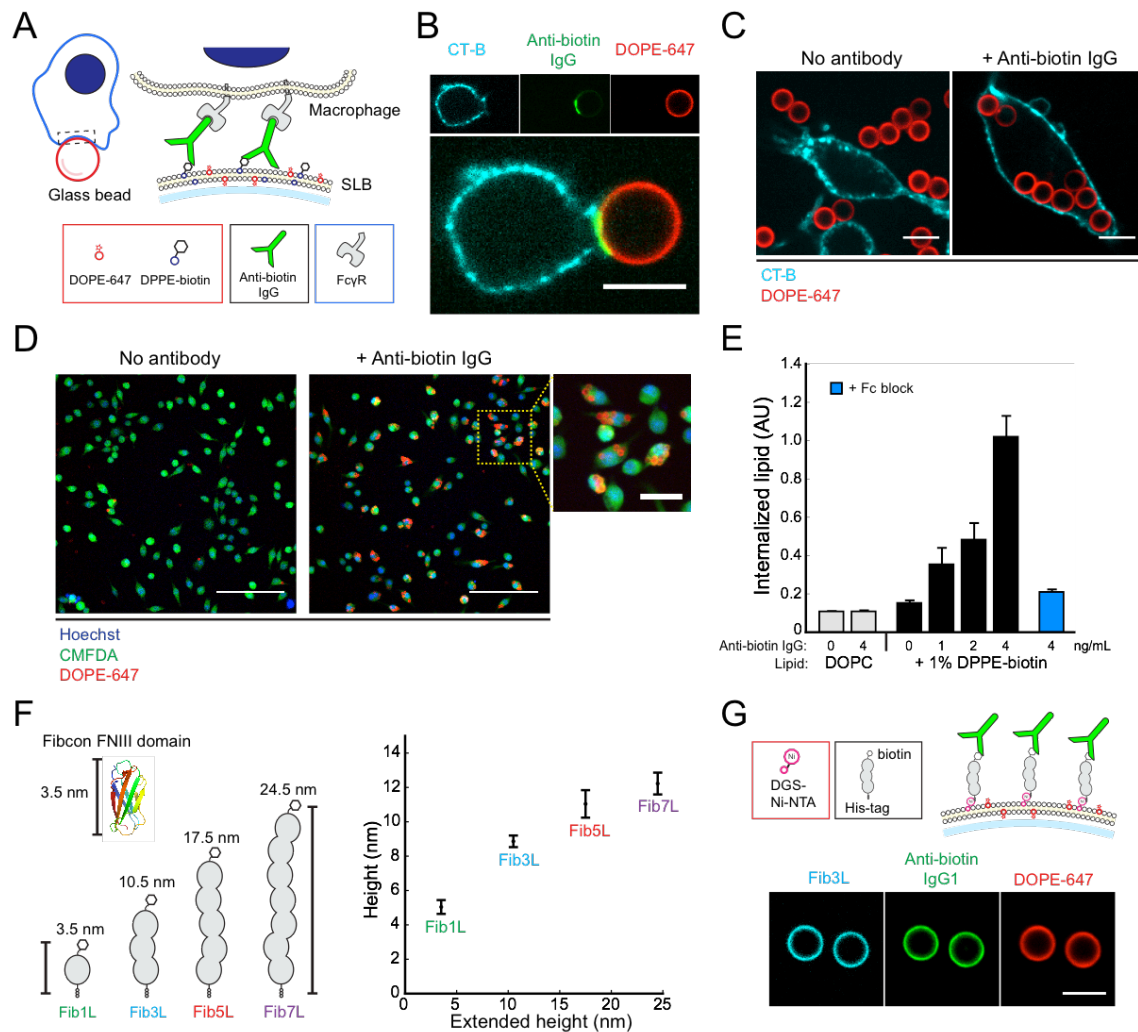 A
Macrophage
SLB
Glass bead
DOPE-647
DPPE-biotin
Anti-biotin
IgG
FcγR
B
CT-B
Anti-biotin
IgG
DOPE-647
C
No antibody
+ Anti-biotin IgG
CT-B
DOPE-647
D
No antibody
+ Anti-biotin IgG
Hoechst
CMFDA
DOPE-647
E
1.4
1.2
1.0
0.8
0.6
0.4
0.2
0
Internalized lipid (AU)
+ Fc block
Anti-biotin IgG: 0 4 0 1 2 4 4 ng/mL
Lipid: DOPC + 1% DPPE-biotin
F
Fibcon FNIII domain
3.5 nm
3.5 nm
10.5 nm
17.5 nm
24.5 nm
Fib1L
Fib3L
Fib5L
Fib7L
14
12
10
8
6
4
2
0
Height (nm)
Fib1L
Fib3L
Fib5L
Fib7L
0 5 10 15 20 25
Extended height (nm)
G
Ni
DGS-
Ni-NTA
biotin
His-tag
Fib3L
Anti-biotin
IgG1
DOPE-647